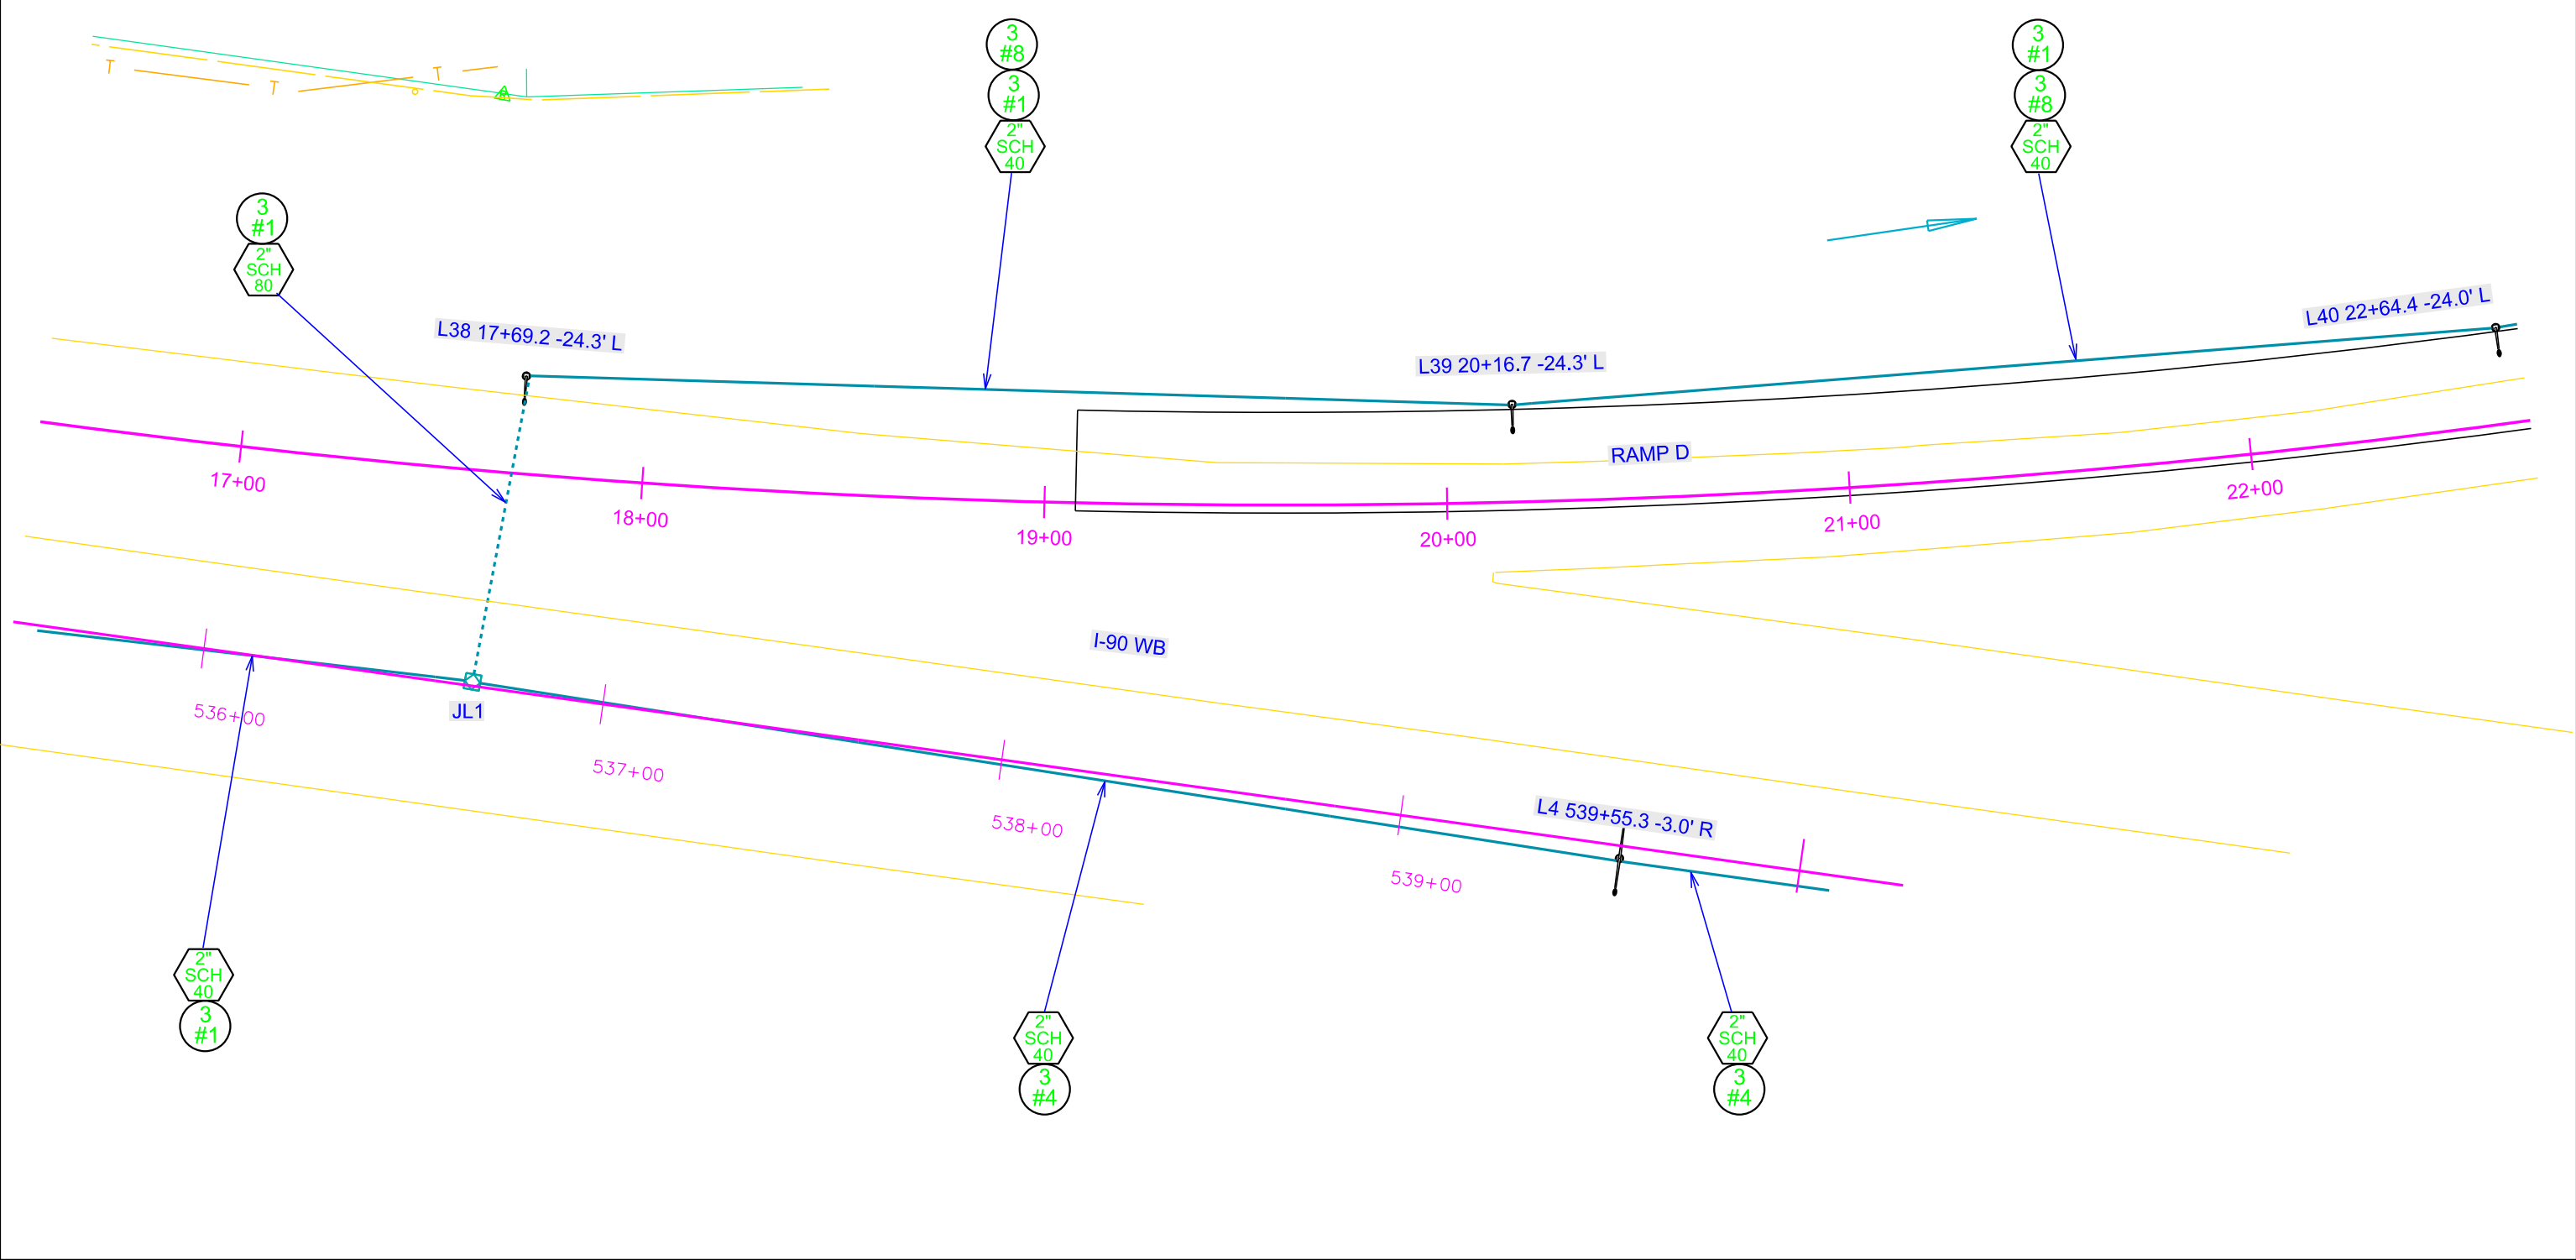 3
#8
3
#1
2"
SCH
40
3
#1
3
#8
2"
SCH
40
T
T
T
3
#1
2"
SCH
80
L38 17+69.2 -24.3' L
L39 20+16.7 -24.3' L
L40 22+64.4 -24.0' L
RAMP D
17+00
18+00
19+00
20+00
21+00
22+00
I-90 WB
JL1
536+00
537+00
538+00
539+00
L4 539+55.3 -3.0' R
2"
SCH
40
3
#1
2"
SCH
40
3
#4
2"
SCH
40
3
#4